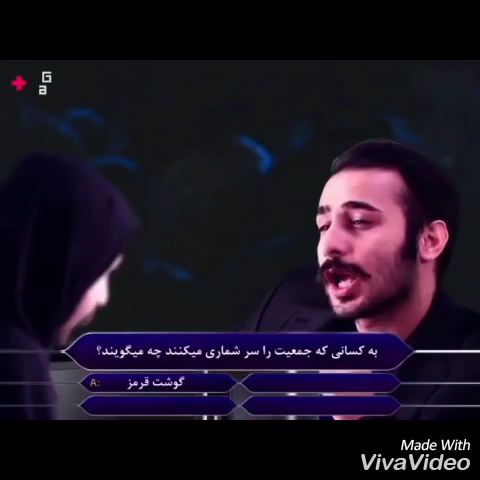 G
a
به کسانی که جمعیت را سر شماری میکنند چه میگویند؟
A: گوشت قرمز
Made With
VivaVideo